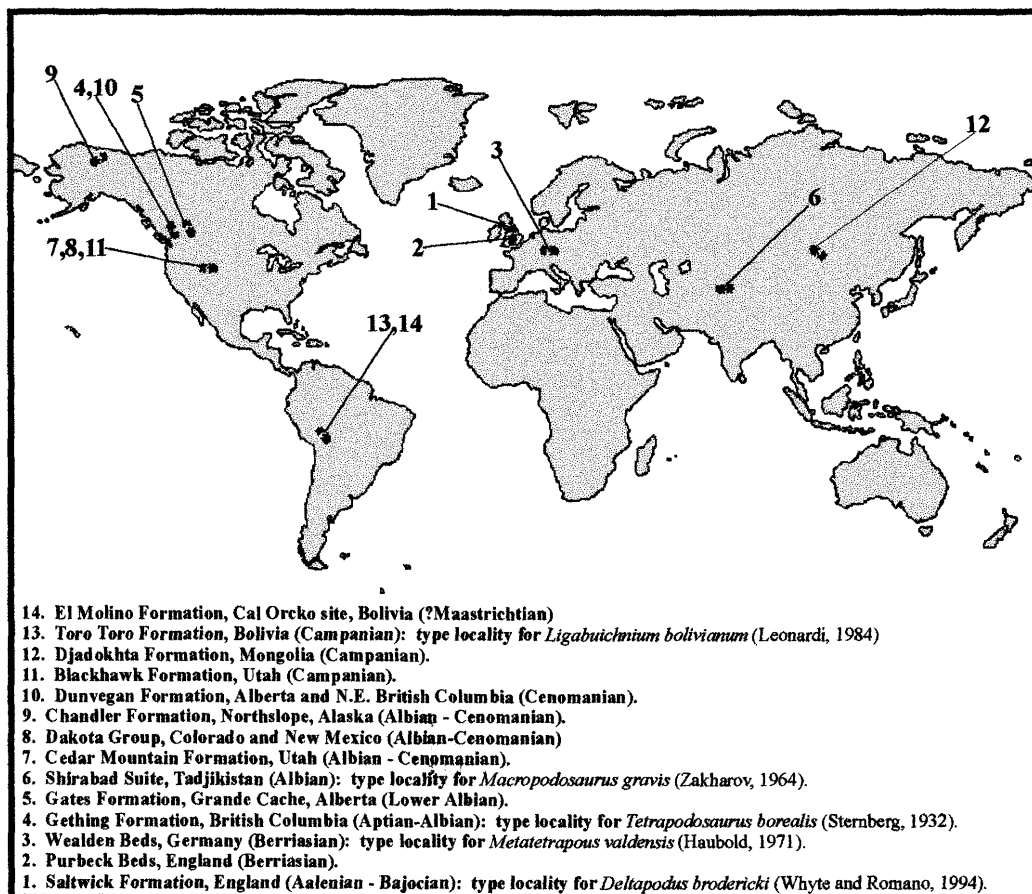 9
4,10
5
12
3
6
1
2
7,8,11
13,14
14. El Molino Formation, Cal Orcko site, Bolivia (?Maastrichtian)
13. Toro Toro Formation, Bolivia (Campanian): type locality for Ligabuichnium bolivianum (Leonardi, 1984)
12. Djadokhta Formation, Mongolia (Campanian).
11. Blackhawk Formation, Utah (Campanian).
10. Dunvegan Formation, Alberta and N.E. British Columbia (Cenomanian).
9. Chandler Formation, Northslope, Alaska (Albian - Cenomanian).
8. Dakota Group, Colorado and New Mexico (Albian-Cenomanian)
7. Cedar Mountain Formation, Utah (Albian - Cenomanian).
6. Shirabad Suite, Tadjikistan (Albian): type locality for Macropodosaurus gravis (Zakharov, 1964).
5. Gates Formation, Grande Cache, Alberta (Lower Albian).
4. Gething Formation, British Columbia (Aptian-Albian): type locality for Tetrapodosaurus borealis (Sternberg, 1932).
3. Wealden Beds, Germany (Berriasian): type locality for Metatetrapous valdensis (Haubold, 1971).
2. Purbeck Beds, England (Berriasian).
1. Saltwick Formation, England (Aalenian - Bajocian): type locality for Deltapodus brodericki (Whyte and Romano, 1994).